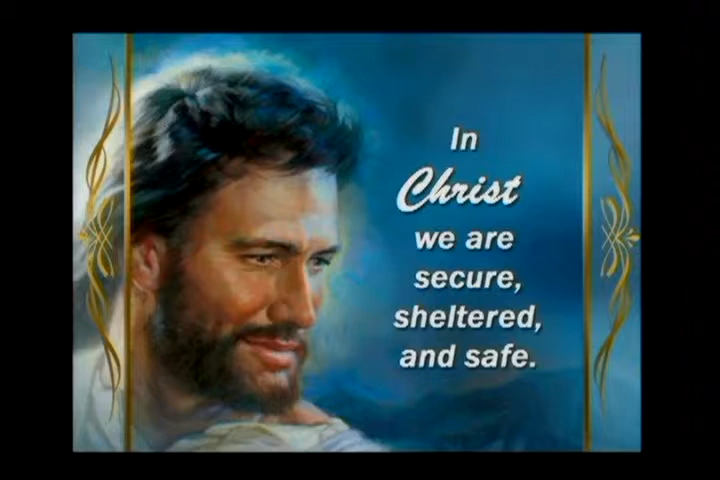 In
Christ
we are
secure,
sheltered,
and safe.